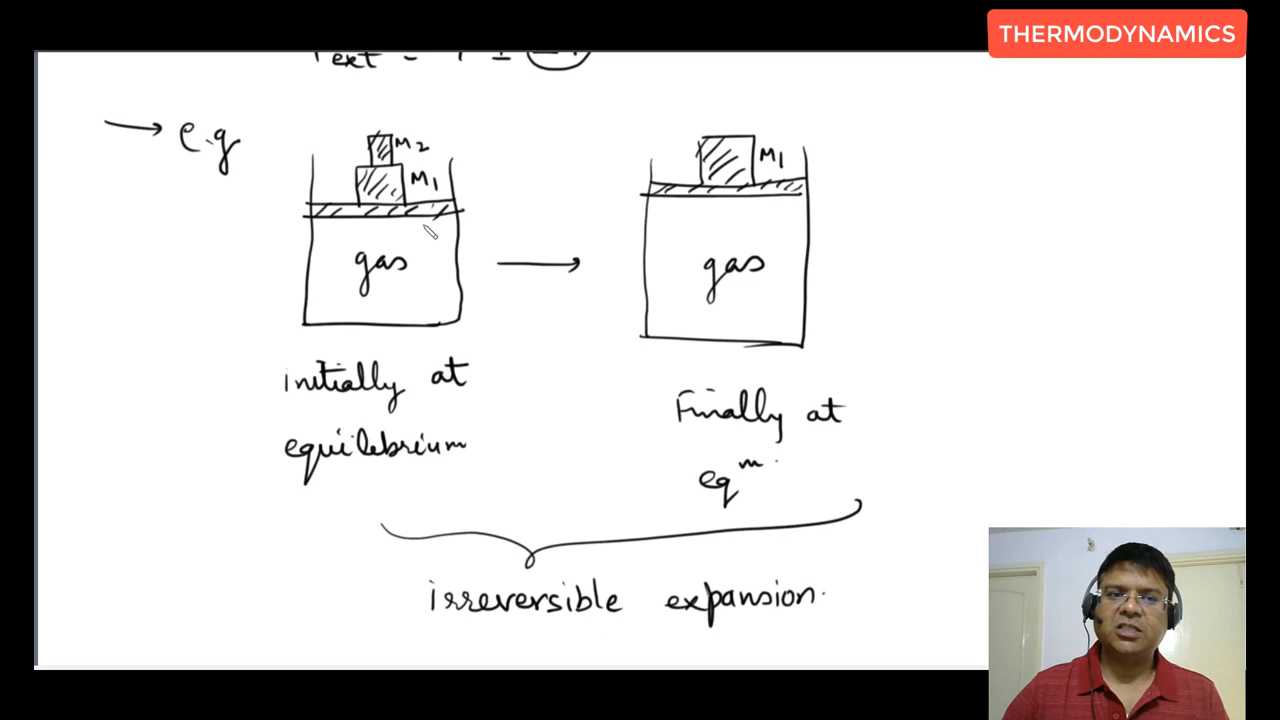 THERMODYNAMICS
→ e.g
M2
M1
M1
gas
gas
initially at
equilibrium
Finally at
eqᵐ.
irreversible expansion.